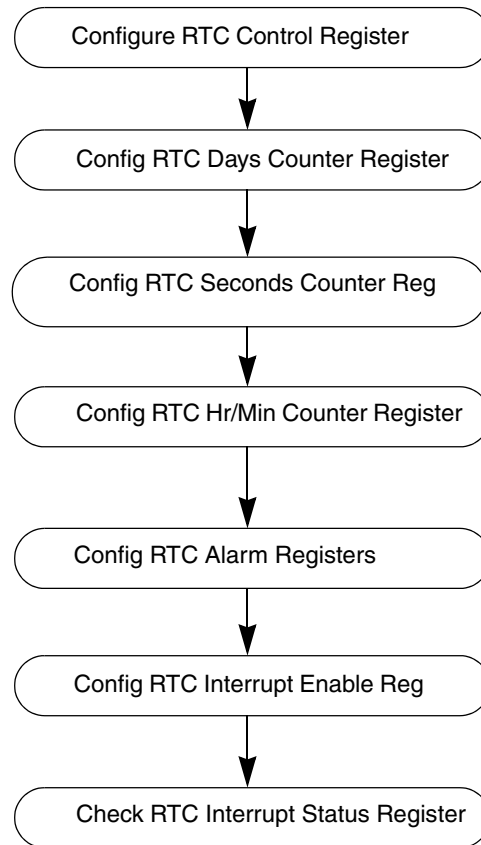 Configure RTC Control Register
Config RTC Days Counter Register
Config RTC Seconds Counter Reg
Config RTC Hr/Min Counter Register
Config RTC Alarm Registers
Config RTC Interrupt Enable Reg
Check RTC Interrupt Status Register